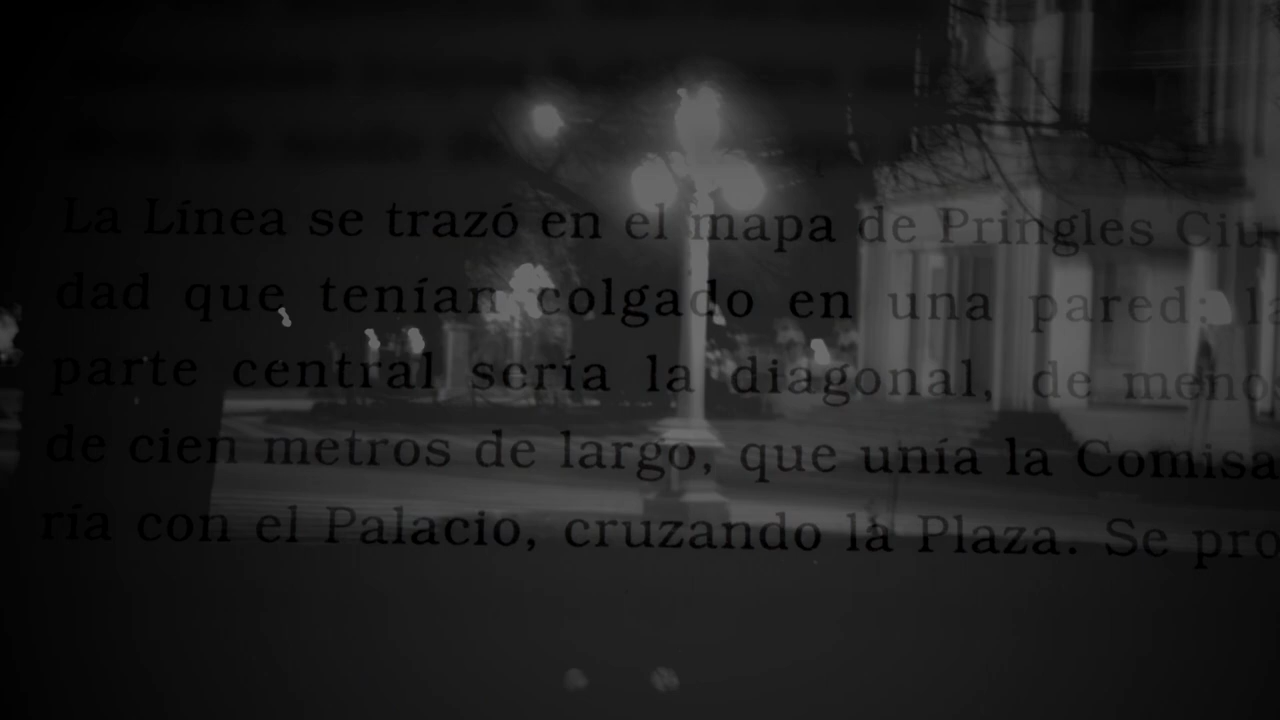 La Línea se trazó en el mapa de Pringles Ciu-
dad que tenían colgado en una pared: la
parte central sería la diagonal, de meno
de cien metros de largo, que unía la Comisa
ría con el Palacio, cruzando la Plaza. Se pro